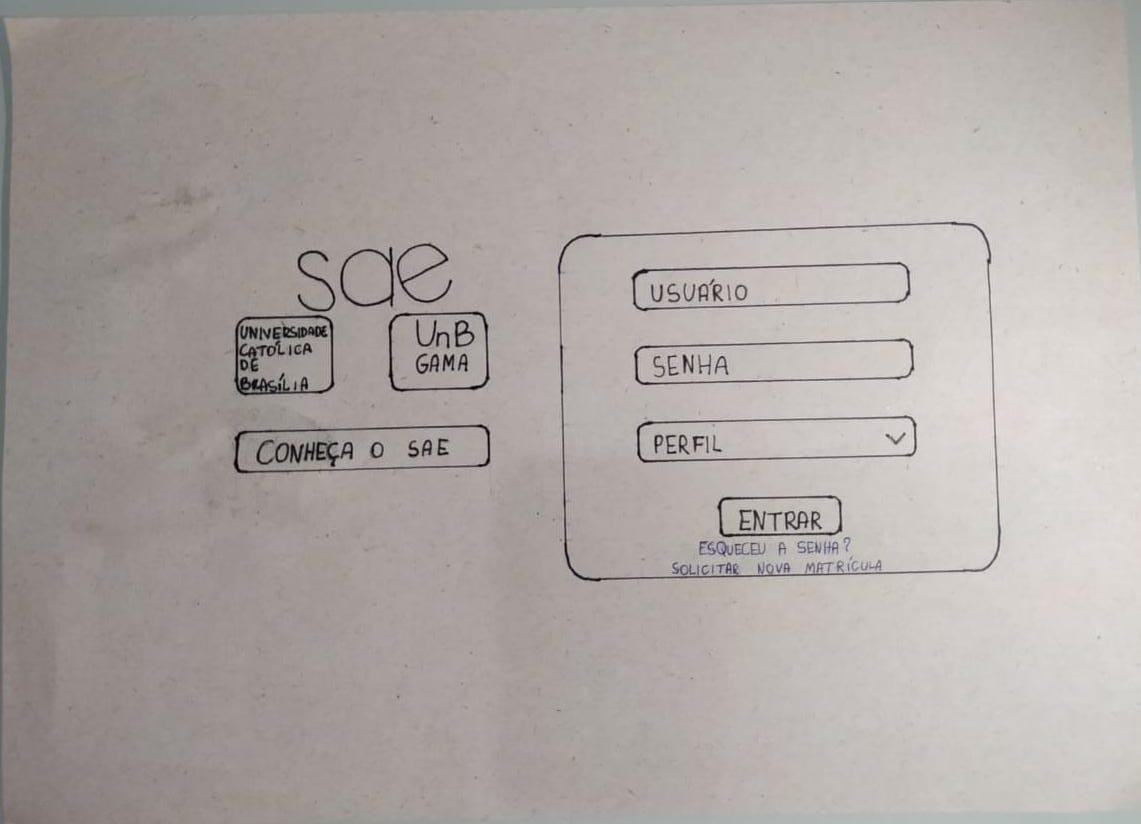 sae
UNIVERSIDADE
CATÓLICA
DE
BRASÍLIA
UnB
GAMA
CONHEÇA O SAE
USUÁRIO
SENHA
PERFIL
ENTRAR
ESQUECEU A SENHA?
SOLICITAR NOVA MATRÍCULA